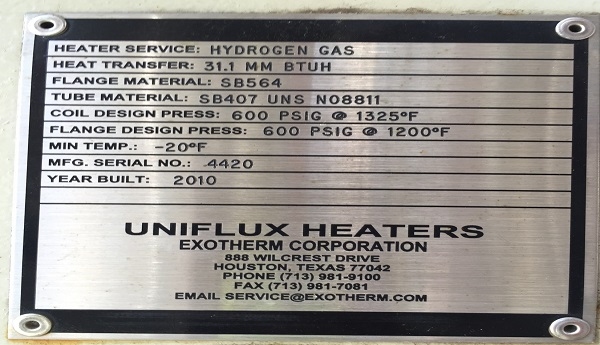 HEATER SERVICE: HYDROGEN GAS
HEAT TRANSFER: 31.1 MM BTUH
FLANGE MATERIAL: SB564
TUBE MATERIAL: SB407 UNS N08811
COIL DESIGN PRESS: 600 PSIG @ 1325°F
FLANGE DESIGN PRESS: 600 PSIG @ 1200°F
MIN TEMP.: -20°F
MFG. SERIAL NO.: 4420
YEAR BUILT: 2010
UNIFLUX HEATERS
EXOTHERM CORPORATION
888 WILCREST DRIVE
HOUSTON, TEXAS 77042
PHONE (713) 981-9100
FAX (713) 981-7081
EMAIL SERVICE@EXOTHERM.COM